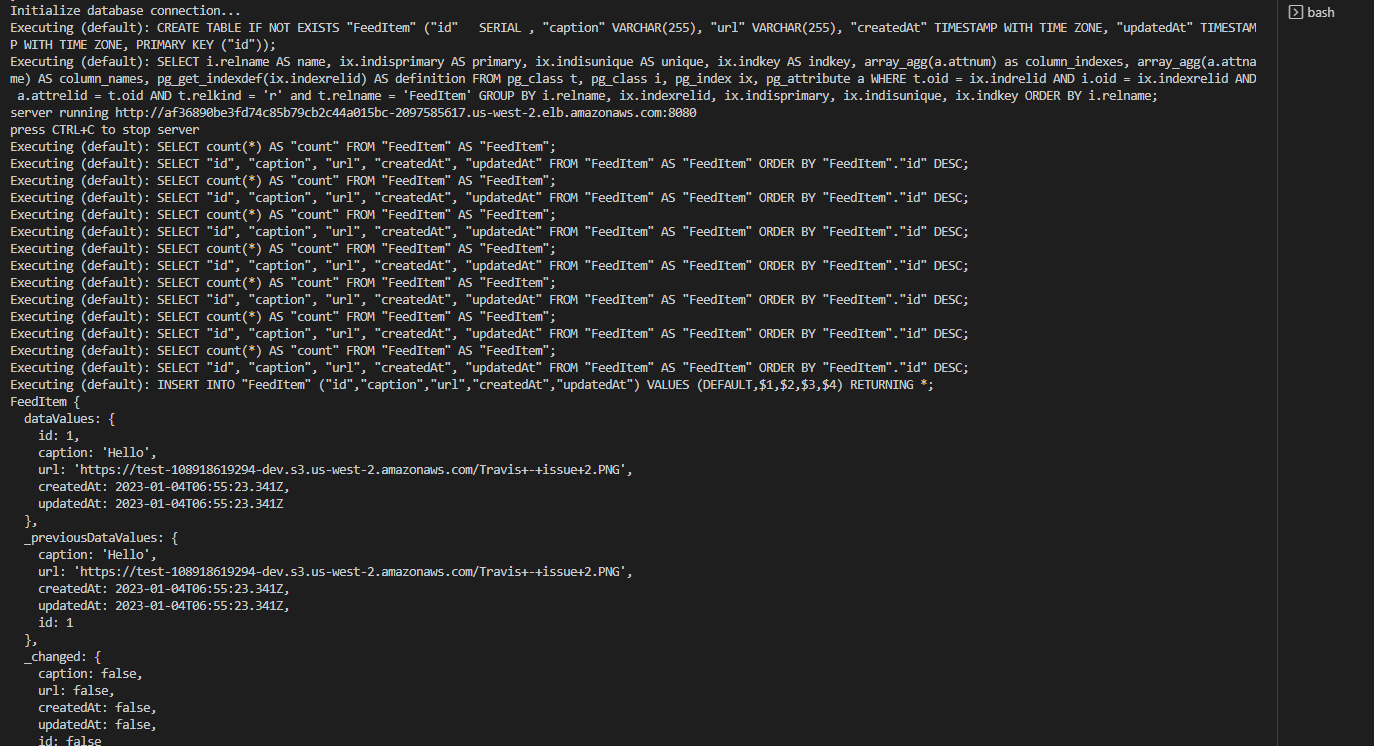 Initialize database connection...
Executing (default): CREATE TABLE IF NOT EXISTS "FeedItem" ("id"   SERIAL , "caption" VARCHAR(255), "url" VARCHAR(255), "createdAt" TIMESTAMP WITH TIME ZONE, "updatedAt" TIMESTAM
P WITH TIME ZONE, PRIMARY KEY ("id"));
Executing (default): SELECT i.relname AS name, ix.indisprimary AS primary, ix.indisunique AS unique, ix.indkey AS indkey, array_agg(a.attnum) as column_indexes, array_agg(a.attna
me) AS column_names, pg_get_indexdef(ix.indexrelid) AS definition FROM pg_class t, pg_class i, pg_index ix, pg_attribute a WHERE t.oid = ix.indrelid AND i.oid = ix.indexrelid AND
 a.attrelid = t.oid AND t.relkind = 'r' and t.relname = 'FeedItem' GROUP BY i.relname, ix.indexrelid, ix.indisprimary, ix.indisunique, ix.indkey ORDER BY i.relname;
server running http://af36890be3fd74c85b79cb2c44a015bc-2097585617.us-west-2.elb.amazonaws.com:8080
press CTRL+C to stop server
Executing (default): SELECT count(*) AS "count" FROM "FeedItem" AS "FeedItem";
Executing (default): SELECT "id", "caption", "url", "createdAt", "updatedAt" FROM "FeedItem" AS "FeedItem" ORDER BY "FeedItem"."id" DESC;
Executing (default): SELECT count(*) AS "count" FROM "FeedItem" AS "FeedItem";
Executing (default): SELECT "id", "caption", "url", "createdAt", "updatedAt" FROM "FeedItem" AS "FeedItem" ORDER BY "FeedItem"."id" DESC;
Executing (default): SELECT count(*) AS "count" FROM "FeedItem" AS "FeedItem";
Executing (default): SELECT "id", "caption", "url", "createdAt", "updatedAt" FROM "FeedItem" AS "FeedItem" ORDER BY "FeedItem"."id" DESC;
Executing (default): SELECT count(*) AS "count" FROM "FeedItem" AS "FeedItem";
Executing (default): SELECT "id", "caption", "url", "createdAt", "updatedAt" FROM "FeedItem" AS "FeedItem" ORDER BY "FeedItem"."id" DESC;
Executing (default): SELECT count(*) AS "count" FROM "FeedItem" AS "FeedItem";
Executing (default): SELECT "id", "caption", "url", "createdAt", "updatedAt" FROM "FeedItem" AS "FeedItem" ORDER BY "FeedItem"."id" DESC;
Executing (default): SELECT count(*) AS "count" FROM "FeedItem" AS "FeedItem";
Executing (default): SELECT "id", "caption", "url", "createdAt", "updatedAt" FROM "FeedItem" AS "FeedItem" ORDER BY "FeedItem"."id" DESC;
Executing (default): SELECT count(*) AS "count" FROM "FeedItem" AS "FeedItem";
Executing (default): SELECT "id", "caption", "url", "createdAt", "updatedAt" FROM "FeedItem" AS "FeedItem" ORDER BY "FeedItem"."id" DESC;
Executing (default): INSERT INTO "FeedItem" ("id","caption","url","createdAt","updatedAt") VALUES (DEFAULT,$1,$2,$3,$4) RETURNING *;
FeedItem {
  dataValues: {
    id: 1,
    caption: 'Hello',
    url: 'https://test-108918619294-dev.s3.us-west-2.amazonaws.com/Travis+-+issue+2.PNG',
    createdAt: 2023-01-04T06:55:23.341Z,
    updatedAt: 2023-01-04T06:55:23.341Z
  },
  _previousDataValues: {
    caption: 'Hello',
    url: 'https://test-108918619294-dev.s3.us-west-2.amazonaws.com/Travis+-+issue+2.PNG',
    createdAt: 2023-01-04T06:55:23.341Z,
    updatedAt: 2023-01-04T06:55:23.341Z,
    id: 1
  },
  _changed: {
    caption: false,
    url: false,
    createdAt: false,
    updatedAt: false,
    id: false
bash